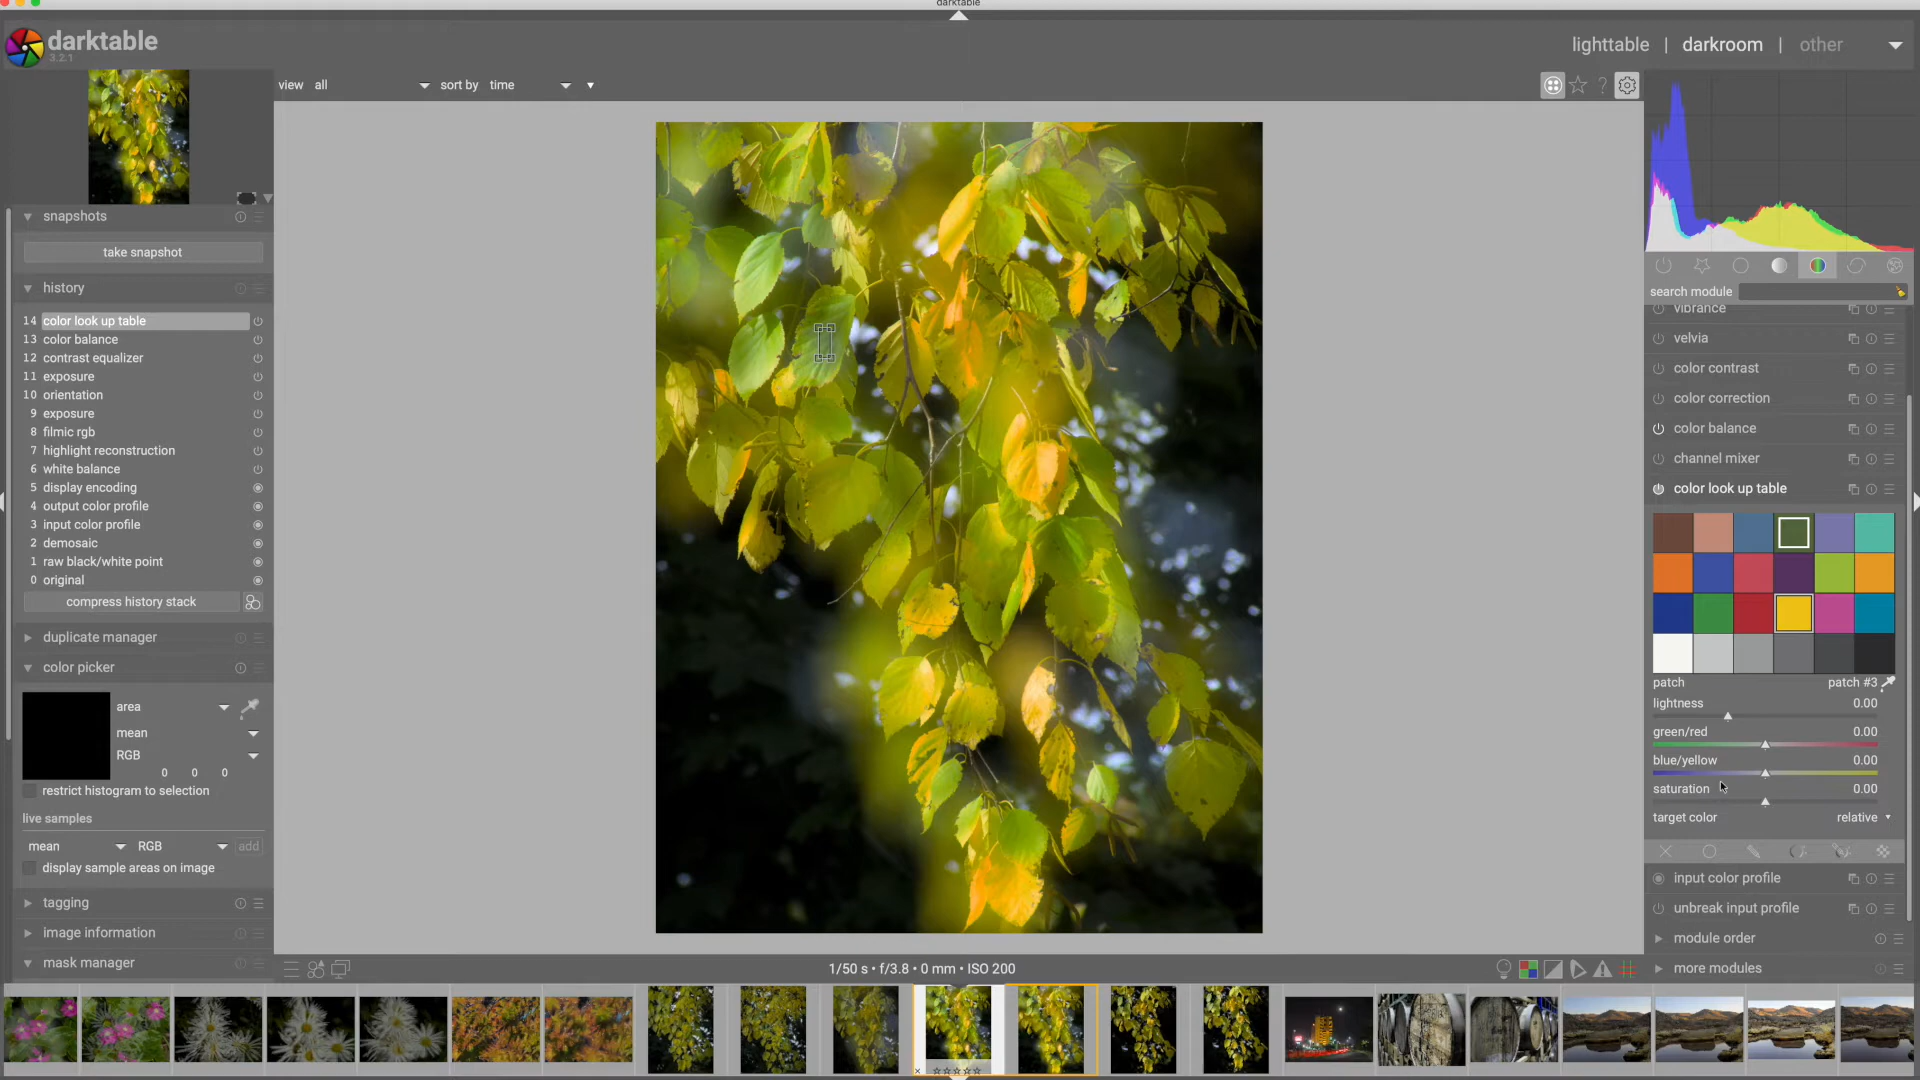 darktable
darktable
3.2.1
lighttable | darkroom | other
view all sort by time
?
snapshots
take snapshot
history
14 color look up table
13 color balance
12 contrast equalizer
11 exposure
10 orientation
9 exposure
8 filmic rgb
7 highlight reconstruction
6 white balance
5 display encoding
4 output color profile
3 input color profile
2 demosaic
1 raw black/white point
0 original
compress history stack
duplicate manager
color picker
area
mean
RGB
0 0 0
restrict histogram to selection
live samples
mean RGB add
display sample areas on image
tagging
image information
mask manager
1/50 s • f/3.8 • 0 mm • ISO 200
search module
vibrance
velvia
color contrast
color correction
color balance
channel mixer
color look up table
patch patch #3
lightness 0.00
green/red 0.00
blue/yellow 0.00
saturation 0.00
target color relative
input color profile
unbreak input profile
module order
more modules